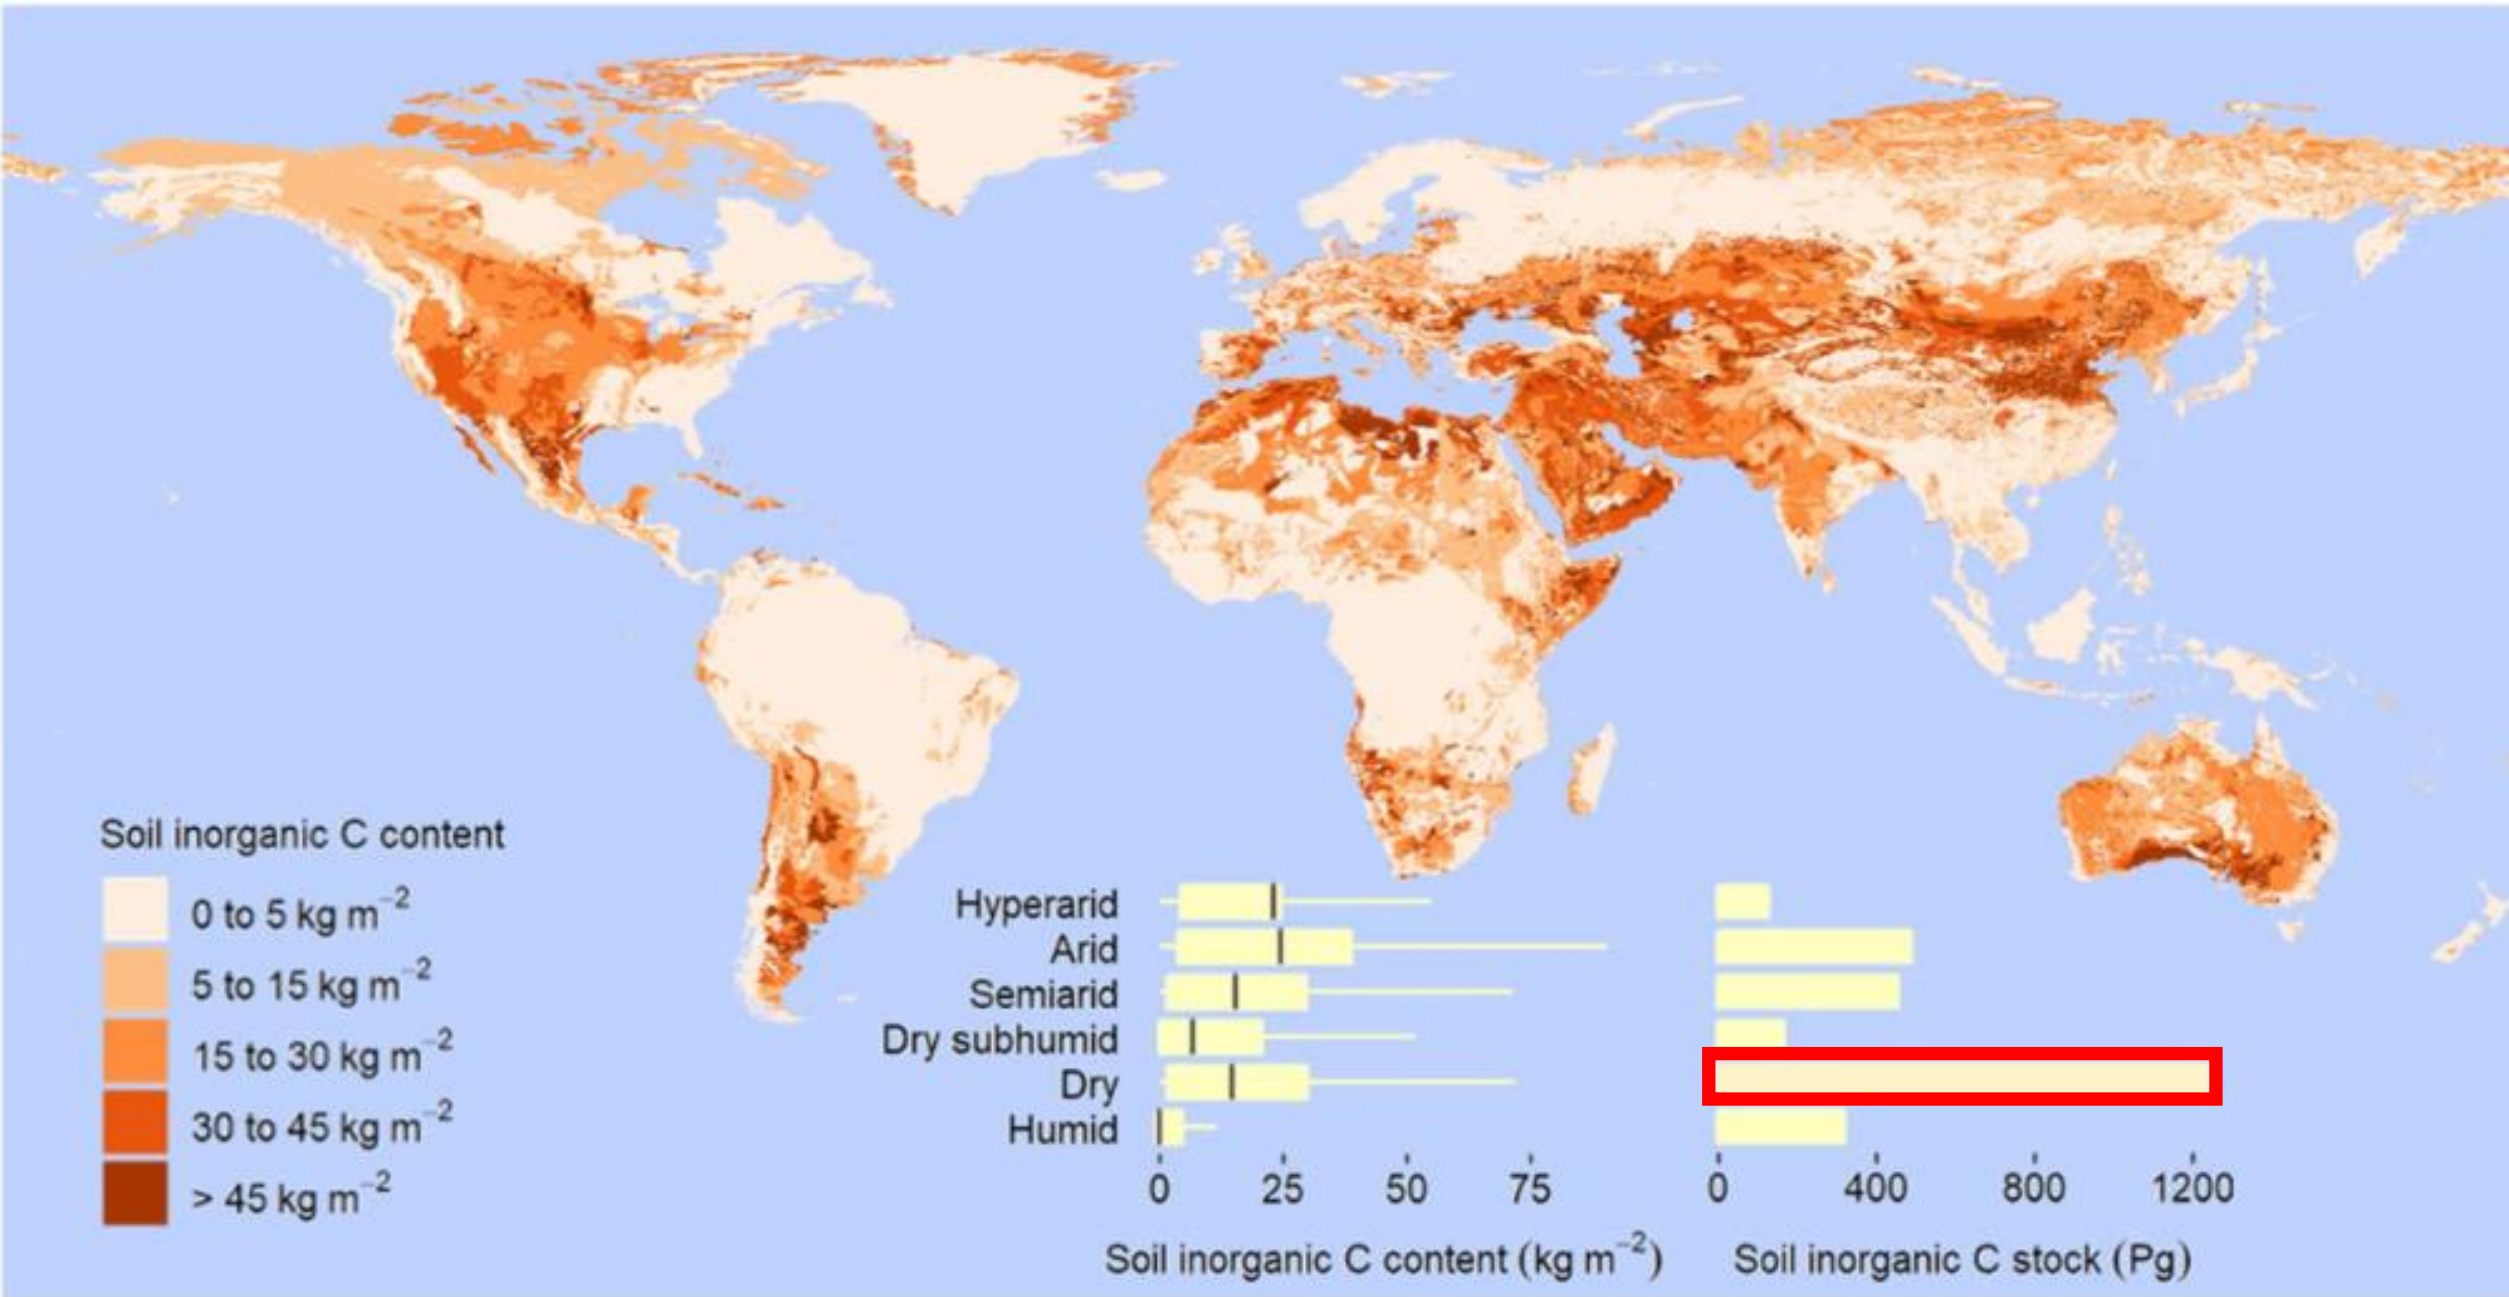 Soil inorganic C content
0 to 5 kg m⁻²
5 to 15 kg m⁻²
15 to 30 kg m⁻²
30 to 45 kg m⁻²
> 45 kg m⁻²
Hyperarid
Arid
Semiarid
Dry subhumid
Dry
Humid
0 25 50 75
Soil inorganic C content (kg m⁻²)
0 400 800 1200
Soil inorganic C stock (Pg)